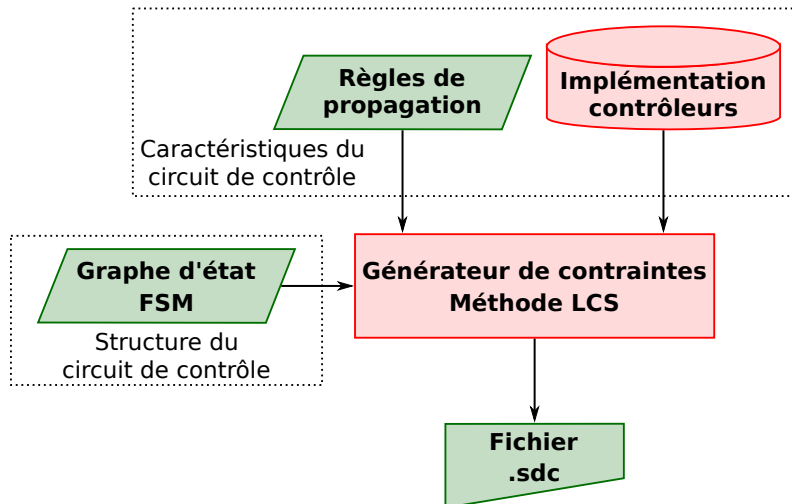 Règles de
propagation
Implémentation
contrôleurs
Caractéristiques du
circuit de contrôle
Graphe d'état
FSM
Structure du
circuit de contrôle
Générateur de contraintes
Méthode LCS
Fichier
.sdc